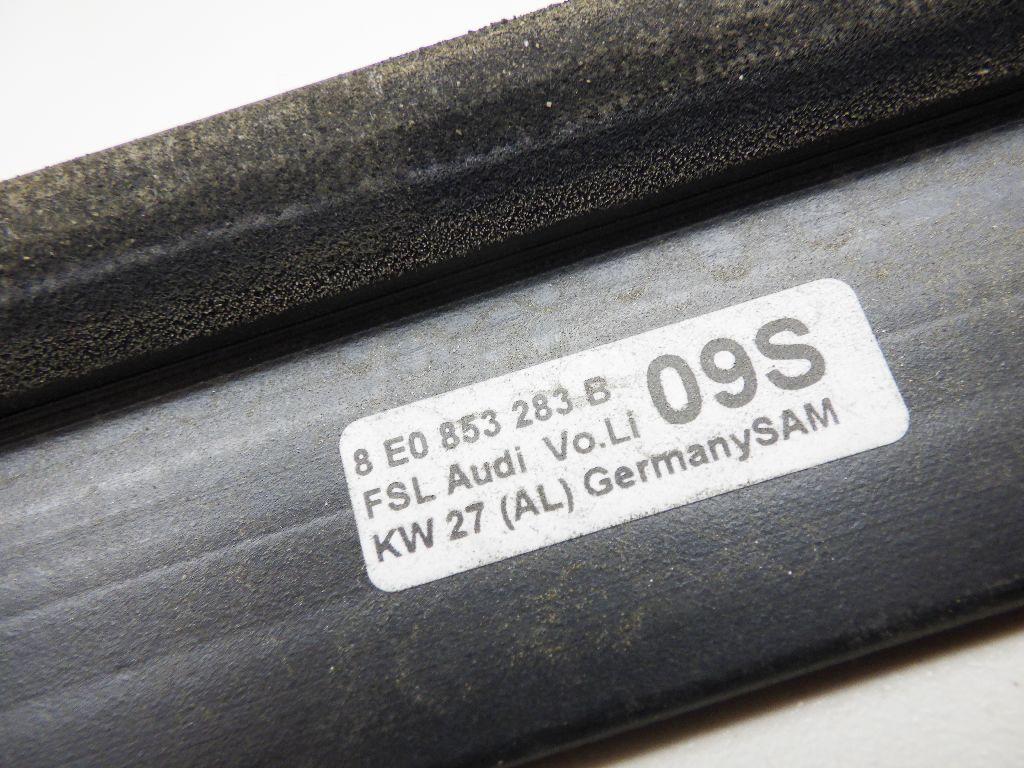 8 E0 853 283 B 09S
FSL Audi Vo.Li
KW 27 (AL) GermanySAM